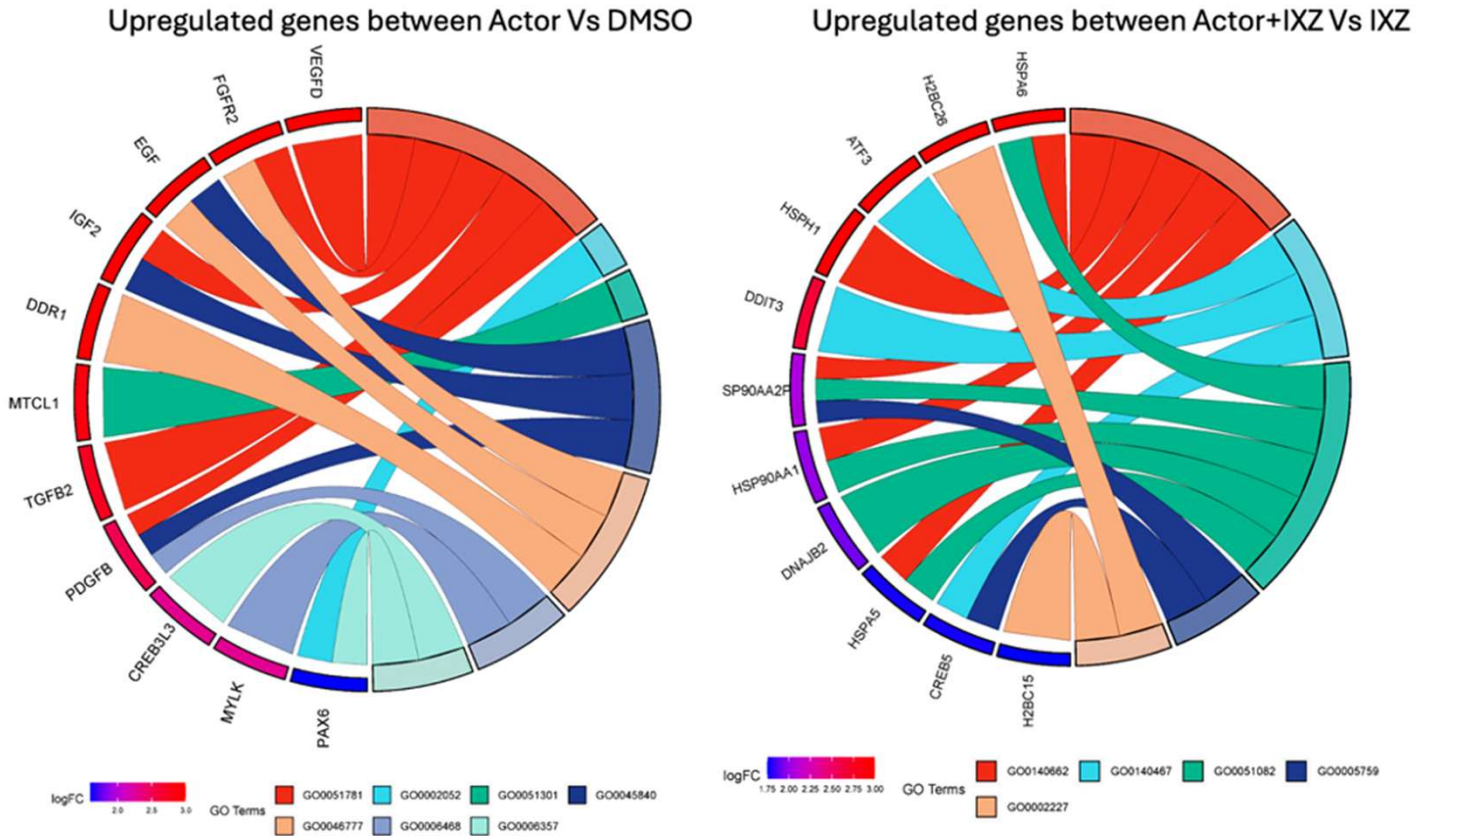 Upregulated genes between Actor Vs DMSO
VEGFD
FGFR2
EGF
IGF2
DDR1
MTCL1
TGFB2
PDGFB
CREB3L3
MYLK
PAX6
logFC
2.0 2.5 3.0
GO Terms
GO0051781 GO0002052 GO0051301 GO0045840
GO0046777 GO0006468 GO0006357
Upregulated genes between Actor+IXZ Vs IXZ
HSPA6
H2BC26
ATF3
HSPH1
DDIT3
SP90AA2P
HSP90AA1
DNAJB2
HSPA5
CREB5
H2BC15
logFC
1.75 2.00 2.25 2.50 2.75 3.00
GO Terms
GO0140662 GO0140467 GO0051082 GO0005759
GO0002227